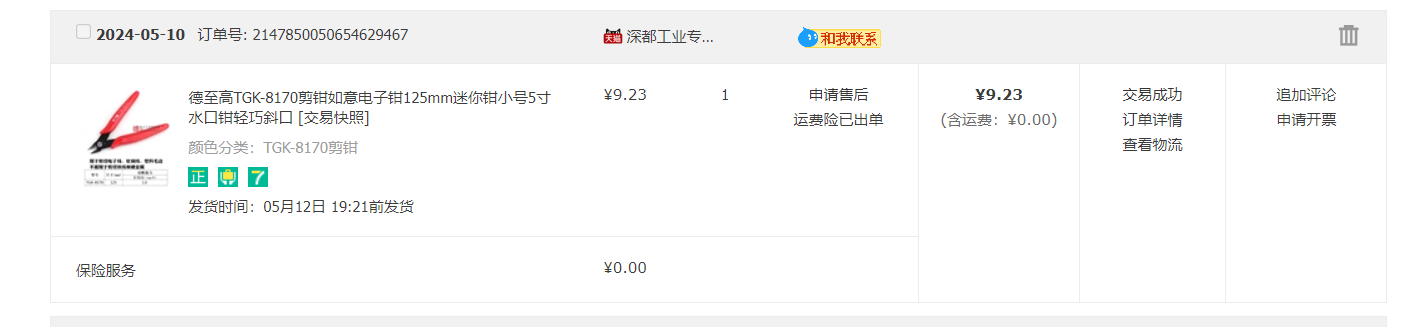 2024-05-10 订单号: 2147850050654629467
天猫 深都工业专...
和我联系
德至高TGK-8170剪钳如意电子钳125mm迷你钳小号5寸
水口钳轻巧斜口 [交易快照]
颜色分类：TGK-8170剪钳
正 7
发货时间：05月12日 19:21前发货
¥9.23
1
申请售后
运费险已出单
¥9.23
(含运费：¥0.00)
交易成功
订单详情
查看物流
追加评论
申请开票
保险服务
¥0.00